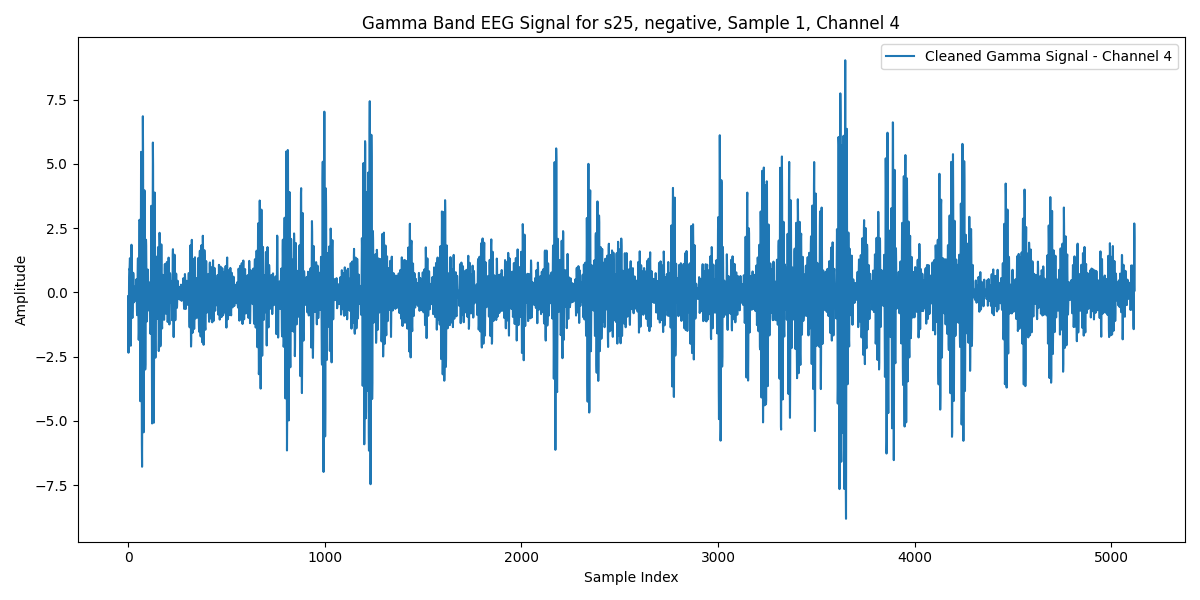 Gamma Band EEG Signal for s25, negative, Sample 1, Channel 4
Cleaned Gamma Signal - Channel 4
Amplitude
7.5
5.0
2.5
0.0
−2.5
−5.0
−7.5
0 1000 2000 3000 4000 5000
Sample Index